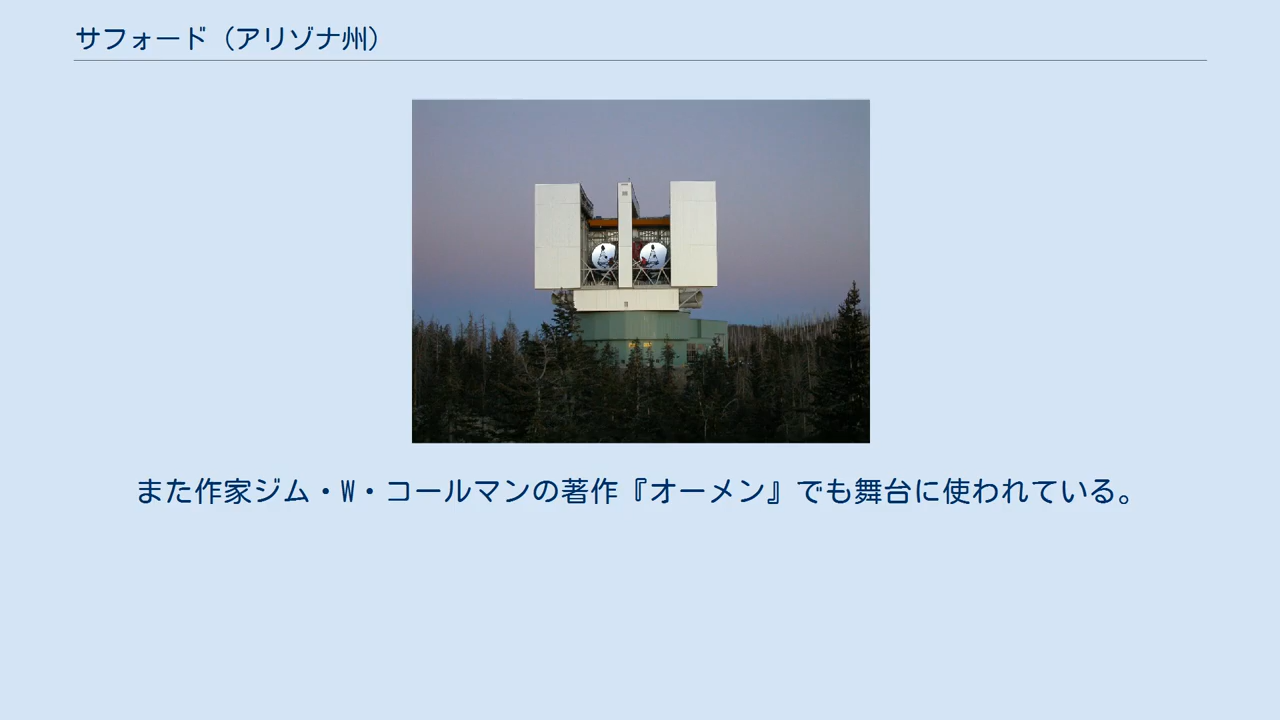 サフォード（アリゾナ州）
また作家ジム・W・コールマンの著作『オーメン』でも舞台に使われている。